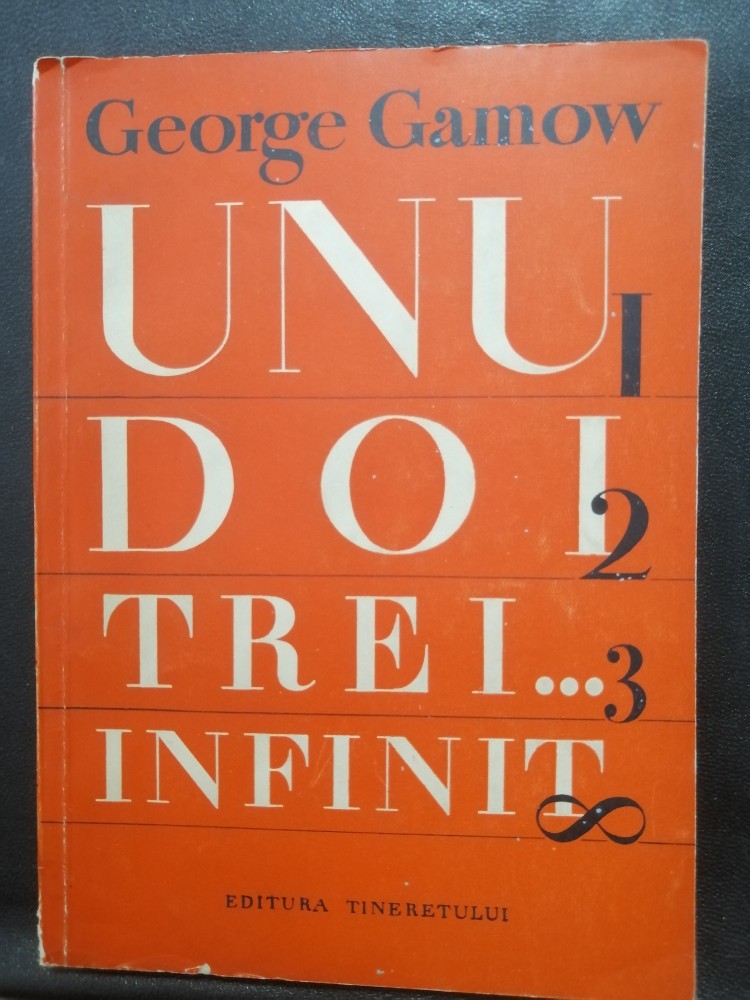 George Gamow
UNU 1
DOI 2
TREI... 3
INFINIT ∞
EDITURA TINERETULUI